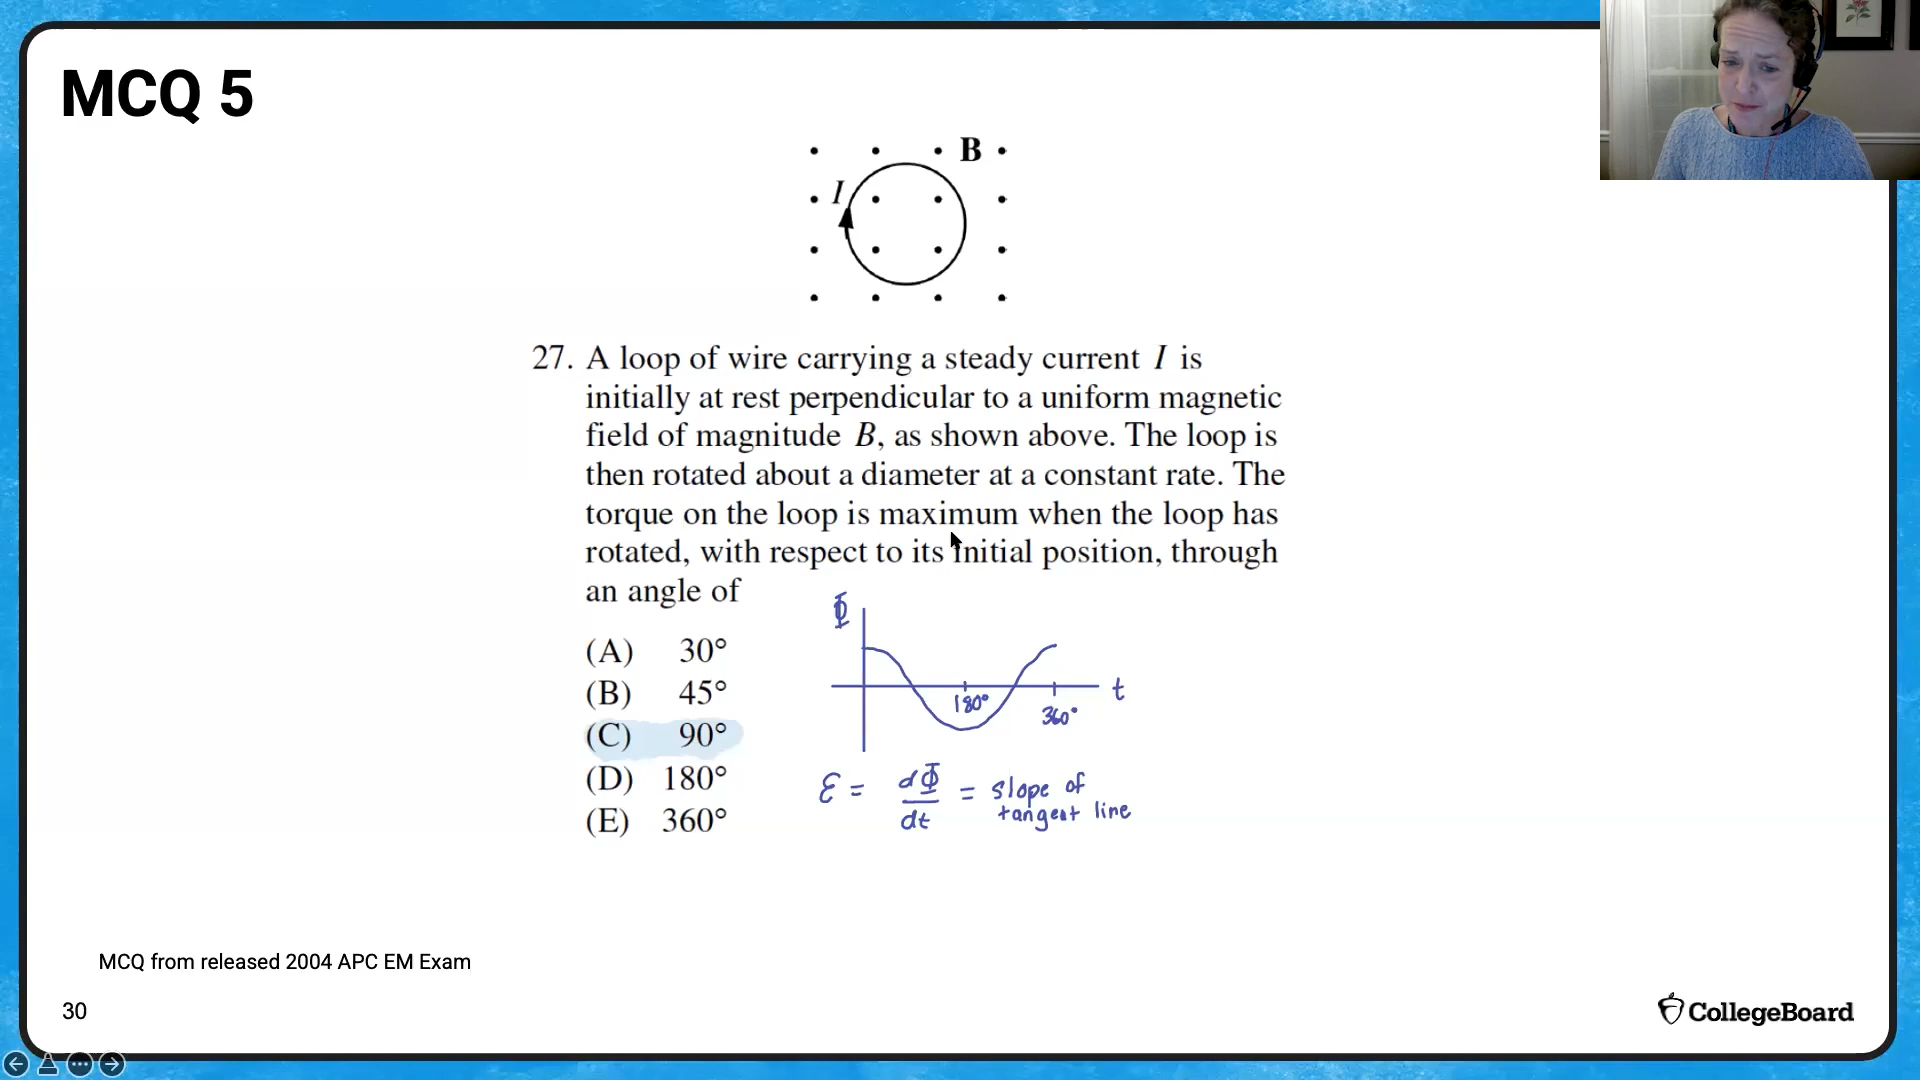 MCQ 5
B
I
27. A loop of wire carrying a steady current I is
initially at rest perpendicular to a uniform magnetic
field of magnitude B, as shown above. The loop is
then rotated about a diameter at a constant rate. The
torque on the loop is maximum when the loop has
rotated, with respect to its initial position, through
an angle of
(A) 30°
(B) 45°
(C) 90°
(D) 180°
(E) 360°
Φ
180°
360°
t
ℰ = dΦ/dt = slope of
tangent line
MCQ from released 2004 APC EM Exam
30
CollegeBoard